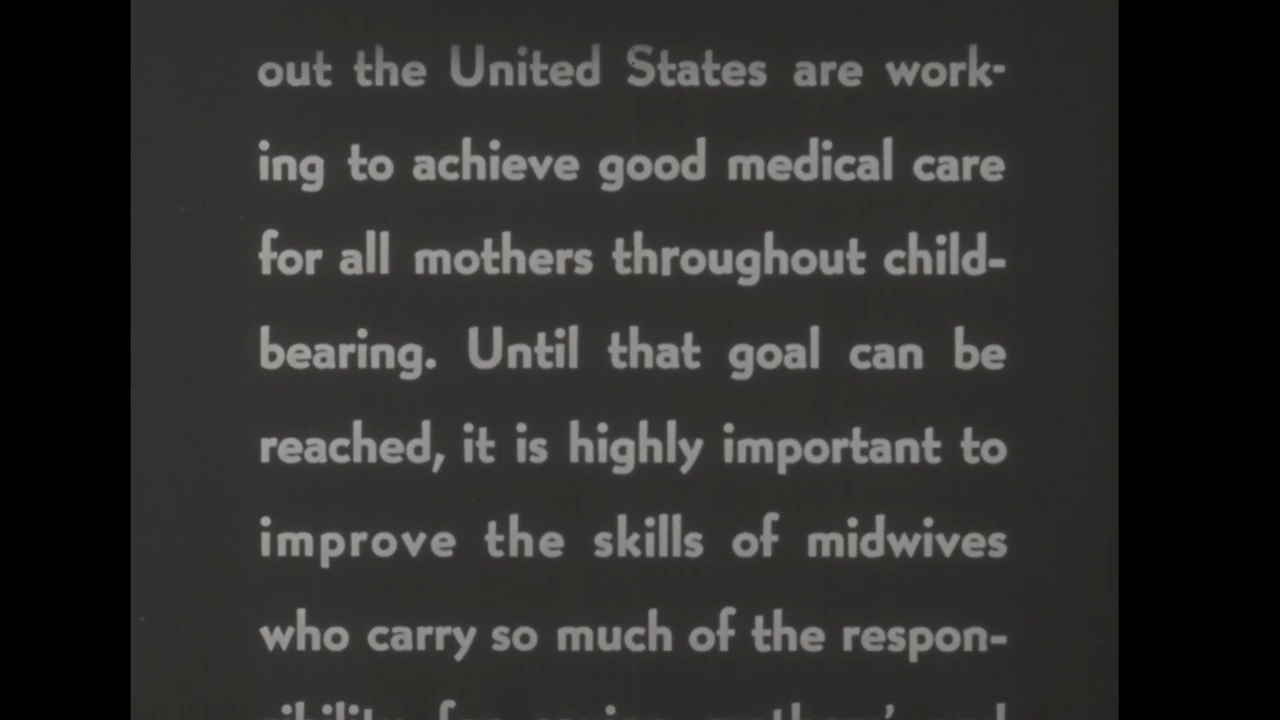 out the United States are work-
ing to achieve good medical care
for all mothers throughout child-
bearing. Until that goal can be
reached, it is highly important to
improve the skills of midwives
who carry so much of the respon-